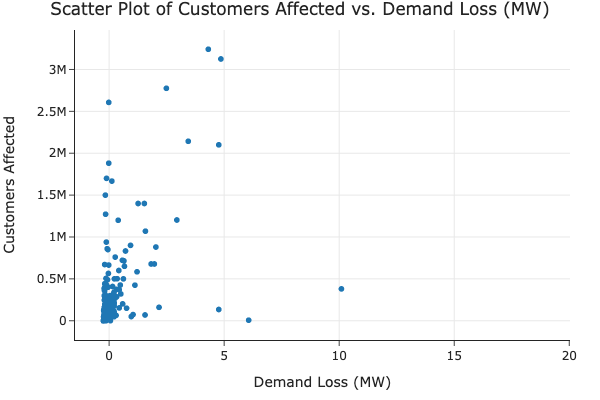 Scatter Plot of Customers Affected vs. Demand Loss (MW)
3M
2.5M
2M
1.5M
1M
0.5M
0
Customers Affected
0 5 10 15 20
Demand Loss (MW)